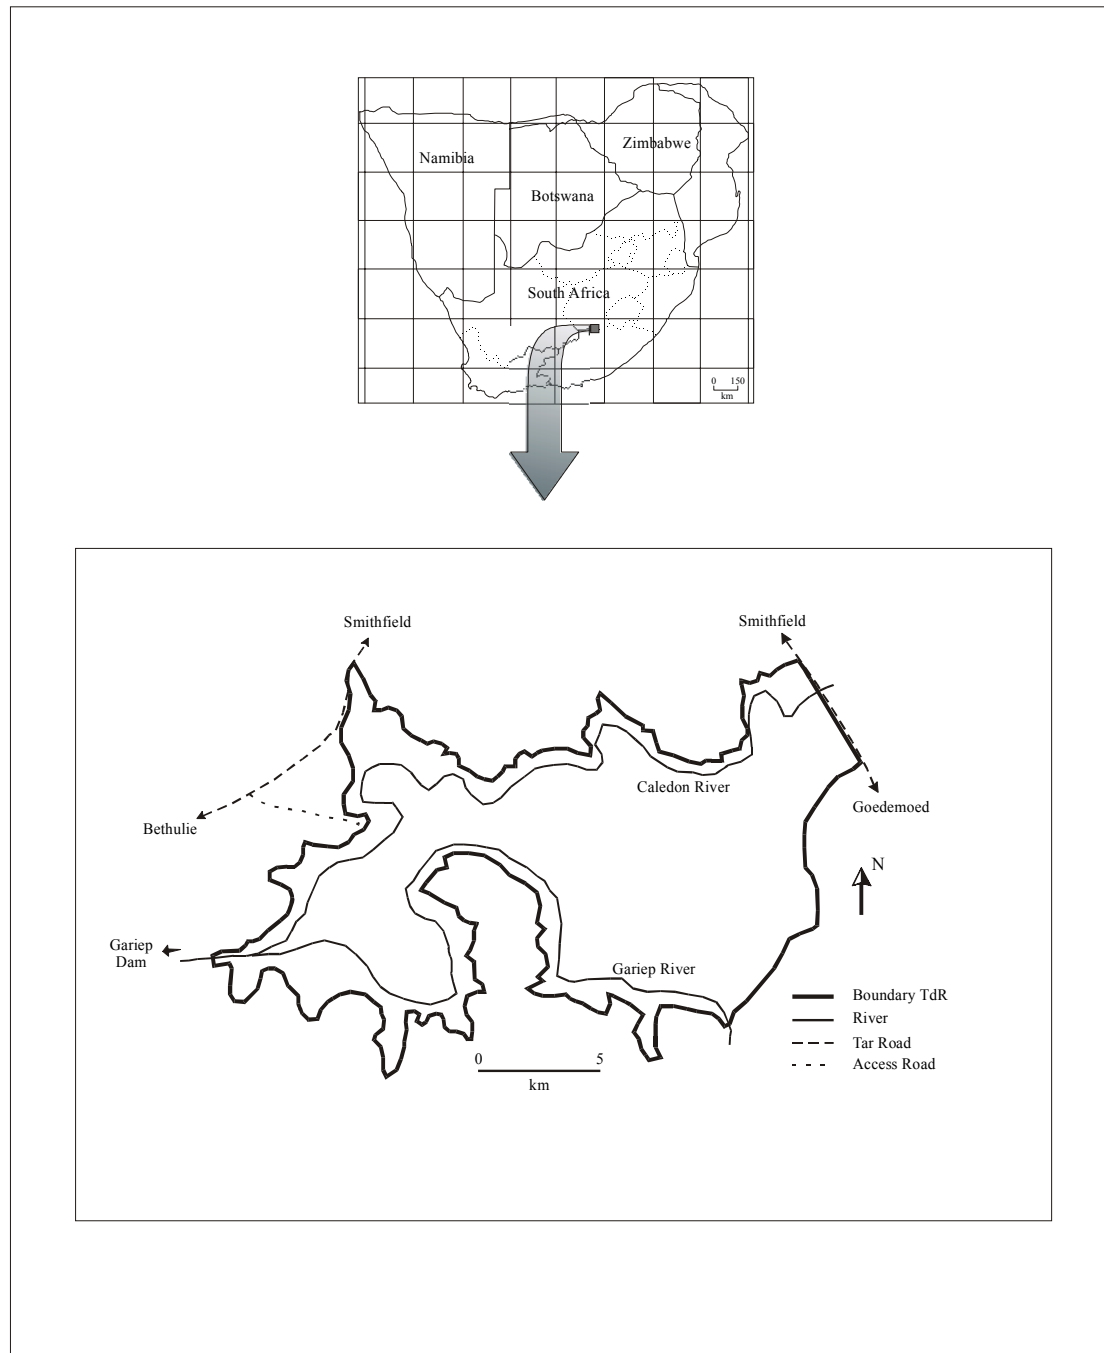 Zimbabwe
Namibia
Botswana
South Africa
0 150
km
Smithfield
Smithfield
Caledon River
Goedemoed
Bethulie
N
Gariep
Dam
Gariep River
Boundary TdR
River
Tar Road
Access Road
0 5
km